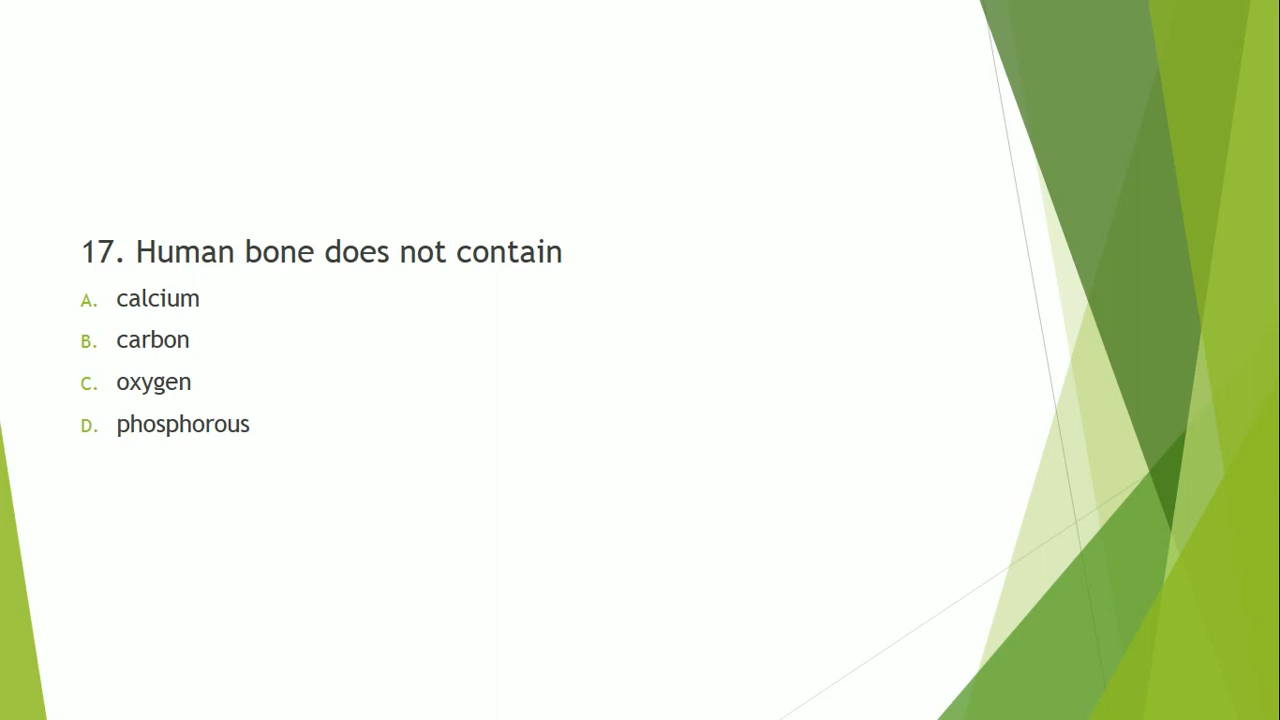 17. Human bone does not contain
A. calcium
B. carbon
C. oxygen
D. phosphorous